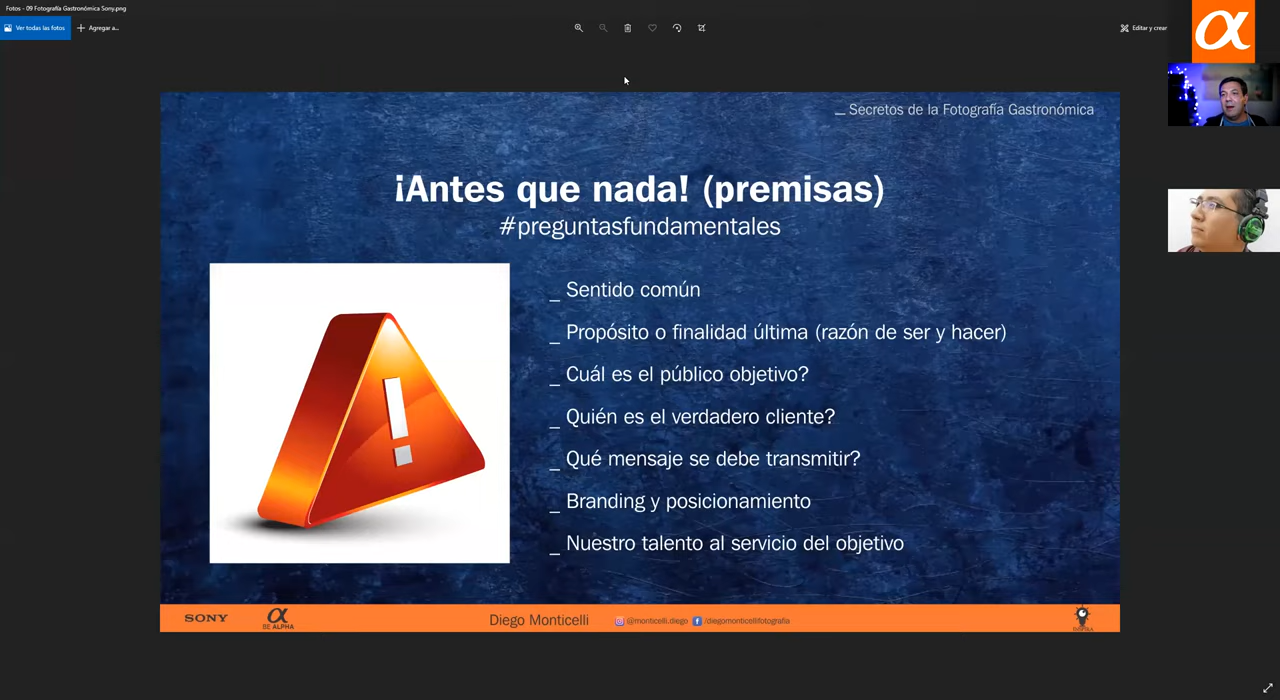 Fotos - 09 Fotografía Gastronómica Sony.png
Ver todas las fotos
Agregar a...
Editar y crear
α
_ Secretos de la Fotografía Gastronómica
¡Antes que nada! (premisas)
#preguntasfundamentales
_ Sentido común
_ Propósito o finalidad última (razón de ser y hacer)
_ Cuál es el público objetivo?
_ Quién es el verdadero cliente?
_ Qué mensaje se debe transmitir?
_ Branding y posicionamiento
_ Nuestro talento al servicio del objetivo
SONY
α
BE ALPHA
Diego Monticelli
@monticelli.diego
/diegomonticellifotografia